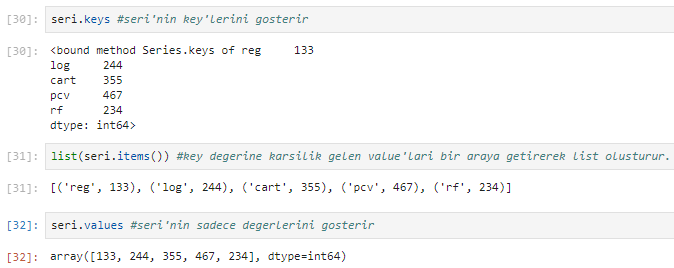 [30]: seri.keys #seri'nin key'lerini gosterir
[30]: <bound method Series.keys of reg     133
log     244
cart    355
pcv     467
rf      234
dtype: int64>
[31]: list(seri.items()) #key degerine karsilik gelen value'lari bir araya getirerek list olusturur.
[31]: [('reg', 133), ('log', 244), ('cart', 355), ('pcv', 467), ('rf', 234)]
[32]: seri.values #seri'nin sadece degerlerini gosterir
[32]: array([133, 244, 355, 467, 234], dtype=int64)